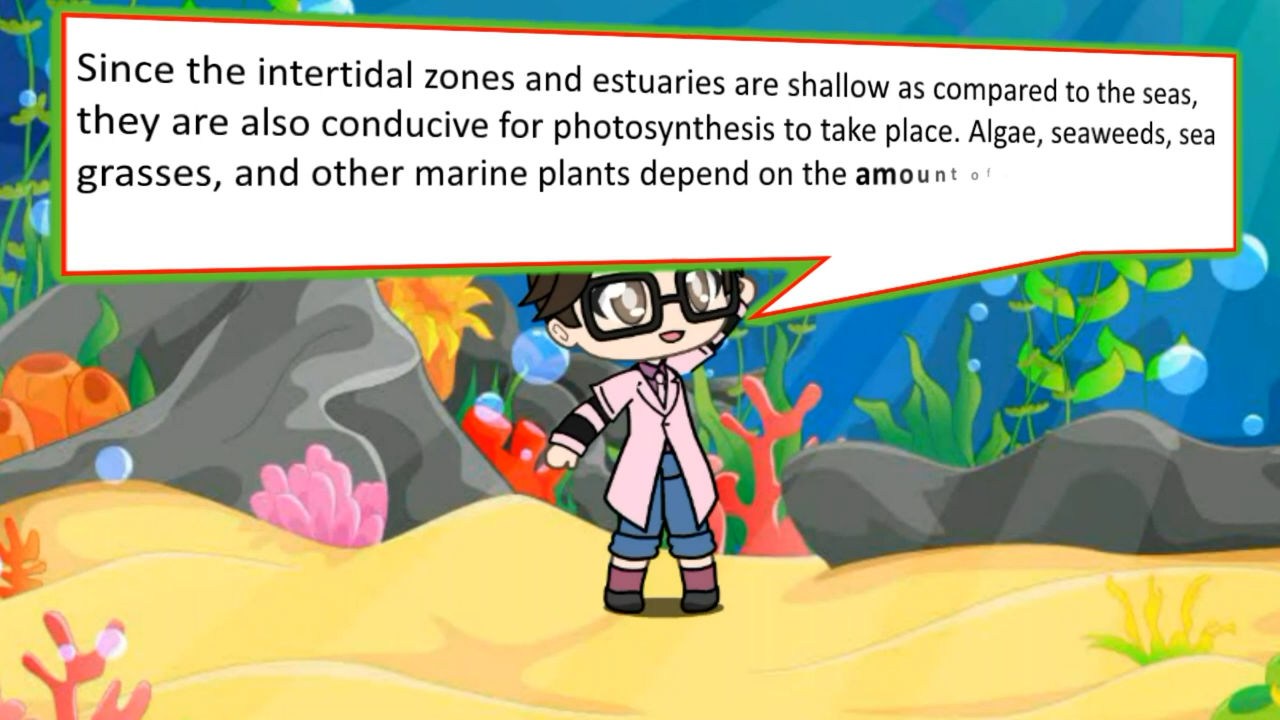 Since the intertidal zones and estuaries are shallow as compared to the seas,
they are also conducive for photosynthesis to take place. Algae, seaweeds, sea
grasses, and other marine plants depend on the amount of